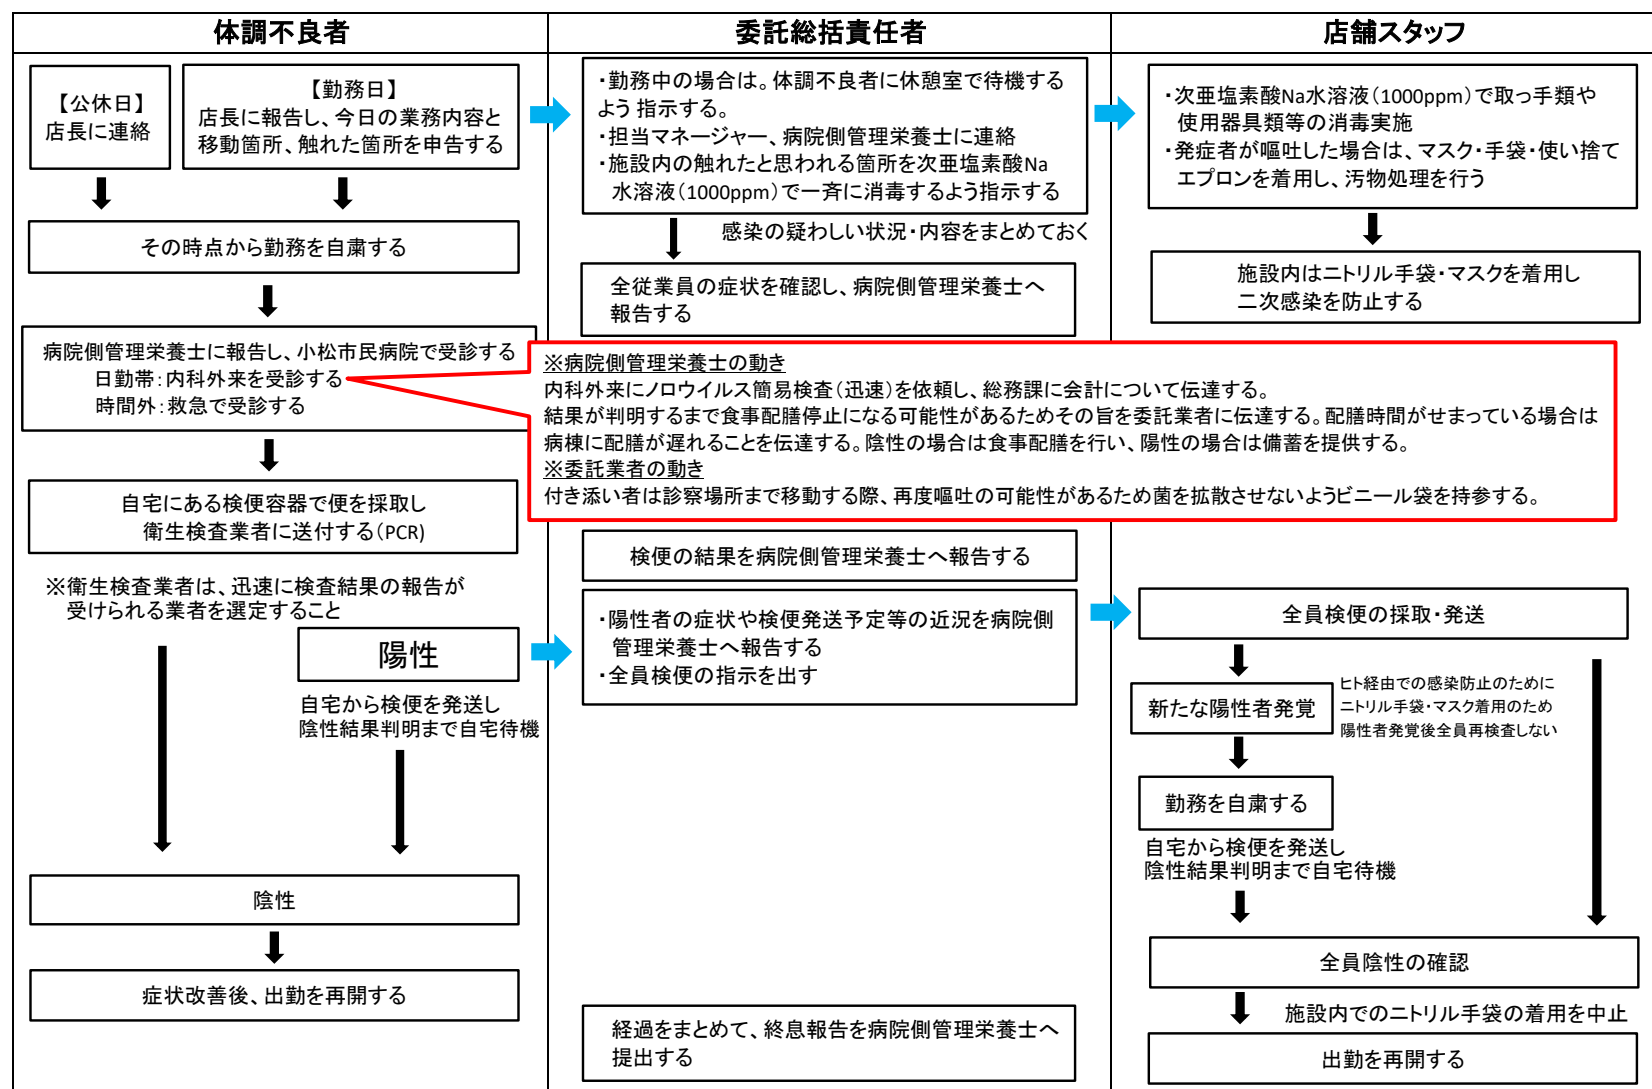 体調不良者
委託総括責任者
店舗スタッフ
【公休日】
店長に連絡
【勤務日】
店長に報告し、今日の業務内容と
移動箇所、触れた箇所を申告する
その時点から勤務を自粛する
病院側管理栄養士に報告し、小松市民病院で受診する
日勤帯：内科外来を受診する
時間外：救急で受診する
自宅にある検便容器で便を採取し
衛生検査業者に送付する（PCR)
※衛生検査業者は、迅速に検査結果の報告が
受けられる業者を選定すること
陽性
自宅から検便を発送し
陰性結果判明まで自宅待機
陰性
症状改善後、出勤を再開する
・勤務中の場合は。体調不良者に休憩室で待機する
よう 指示する。
・担当マネージャー、病院側管理栄養士に連絡
・施設内の触れたと思われる箇所を次亜塩素酸Na
水溶液（1000ppm）で一斉に消毒するよう指示する
感染の疑わしい状況・内容をまとめておく
全従業員の症状を確認し、病院側管理栄養士へ
報告する
※病院側管理栄養士の動き
内科外来にノロウイルス簡易検査（迅速）を依頼し、総務課に会計について伝達する。
結果が判明するまで食事配膳停止になる可能性があるためその旨を委託業者に伝達する。配膳時間がせまっている場合は
病棟に配膳が遅れることを伝達する。陰性の場合は食事配膳を行い、陽性の場合は備蓄を提供する。
※委託業者の動き
付き添い者は診察場所まで移動する際、再度嘔吐の可能性があるため菌を拡散させないようビニール袋を持参する。
検便の結果を病院側管理栄養士へ報告する
・陽性者の症状や検便発送予定等の近況を病院側
管理栄養士へ報告する
・全員検便の指示を出す
経過をまとめて、終息報告を病院側管理栄養士へ
提出する
・次亜塩素酸Na水溶液（1000ppm）で取っ手類や
使用器具類等の消毒実施
・発症者が嘔吐した場合は、マスク・手袋・使い捨て
エプロンを着用し、汚物処理を行う
施設内はニトリル手袋・マスクを着用し
二次感染を防止する
全員検便の採取・発送
新たな陽性者発覚
ヒト経由での感染防止のために
ニトリル手袋・マスク着用のため
陽性者発覚後全員再検査しない
勤務を自粛する
自宅から検便を発送し
陰性結果判明まで自宅待機
全員陰性の確認
施設内でのニトリル手袋の着用を中止
出勤を再開する